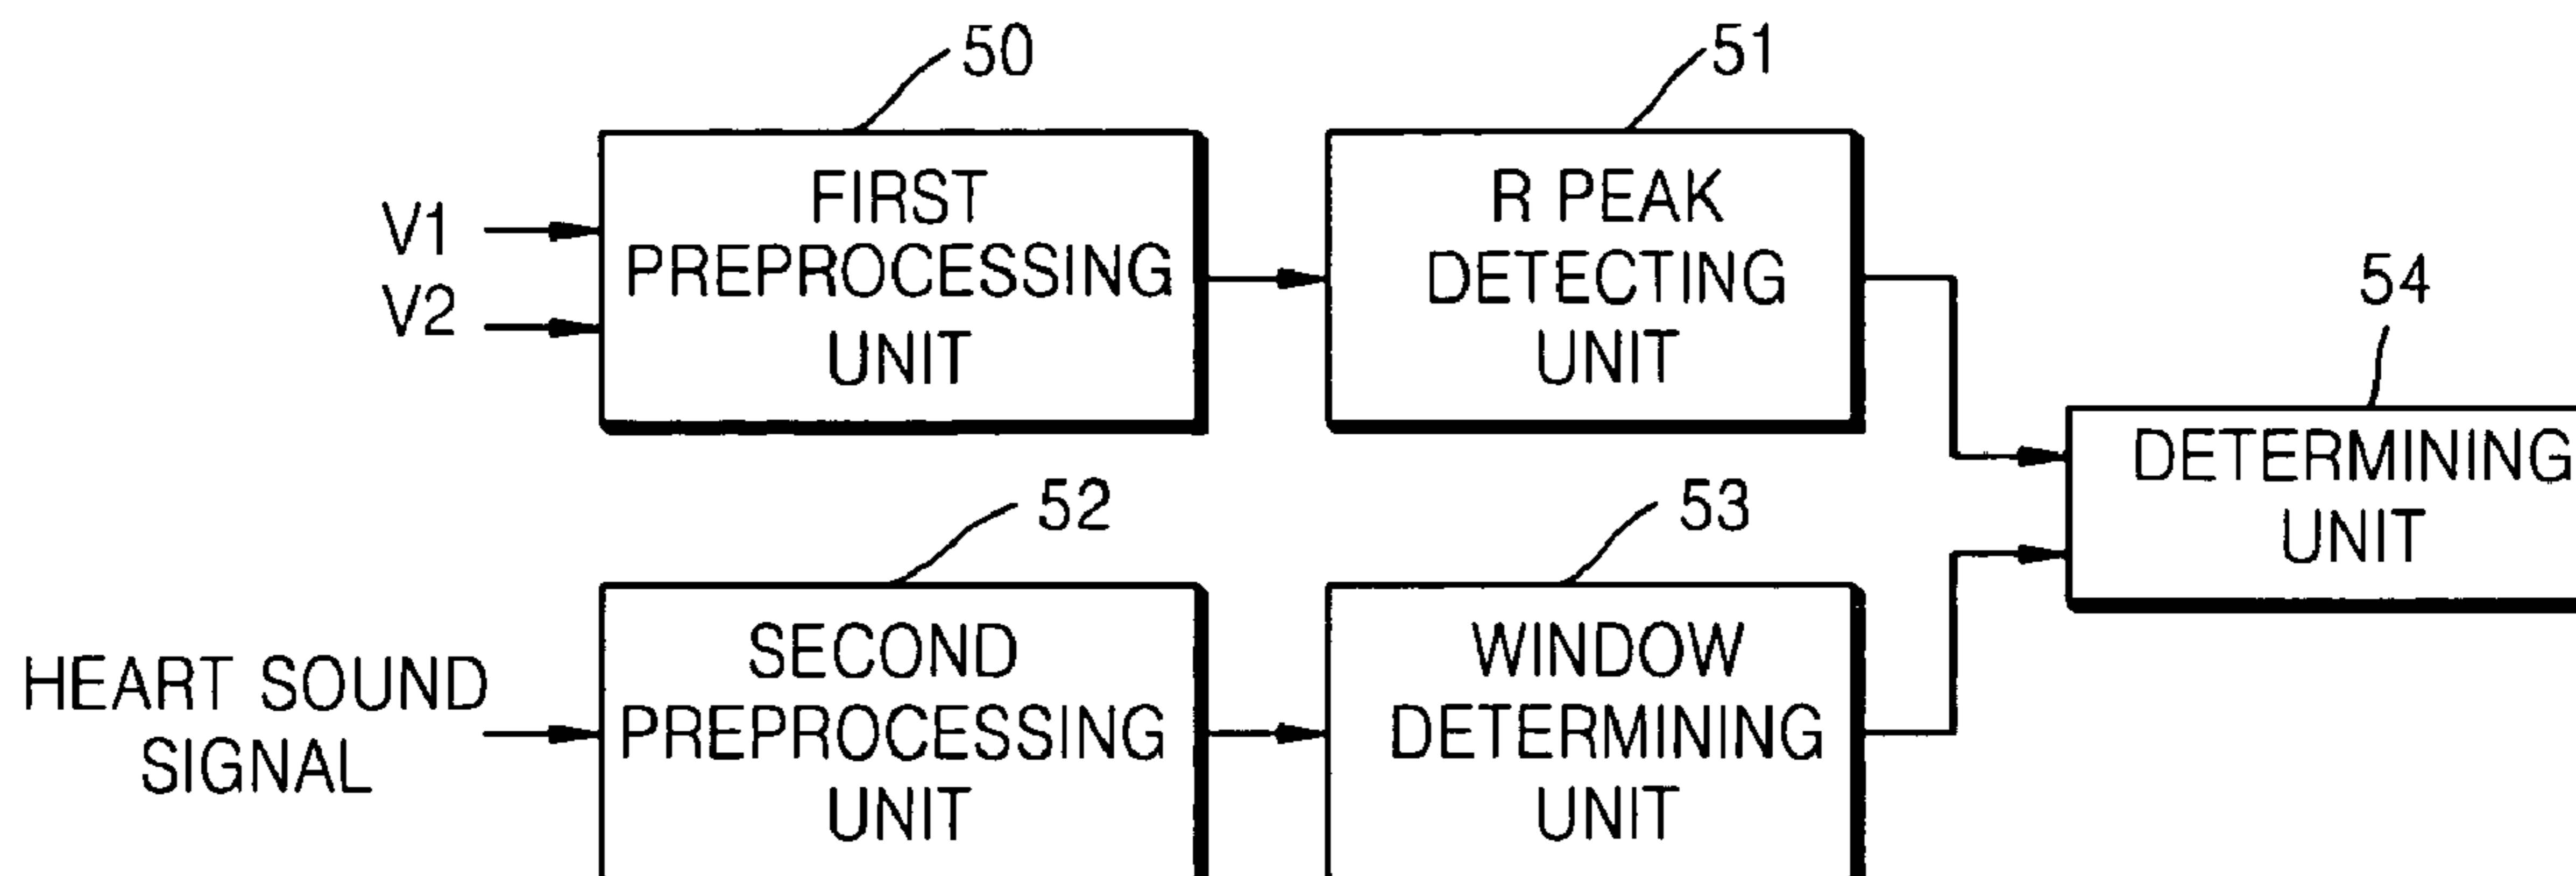 50
51
V1
V2
FIRST
PREPROCESSING
UNIT
R PEAK
DETECTING
UNIT
54
DETERMINING
UNIT
52
53
HEART SOUND
SIGNAL
SECOND
PREPROCESSING
UNIT
WINDOW
DETERMINING
UNIT